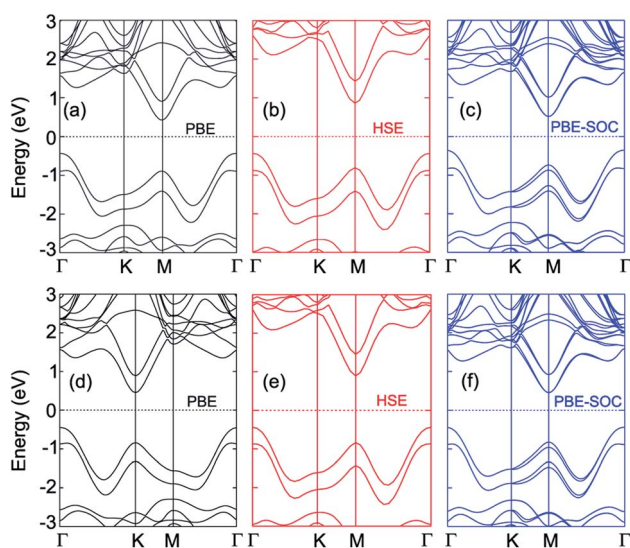 3
2
1
0
-1
-2
-3
Energy (eV)
(a)
PBE
(b)
HSE
(c)
PBE-SOC
Γ K M Γ Γ K M Γ Γ K M Γ
3
2
1
0
-1
-2
-3
Energy (eV)
(d)
PBE
(e)
HSE
(f)
PBE-SOC
Γ K M Γ Γ K M Γ Γ K M Γ